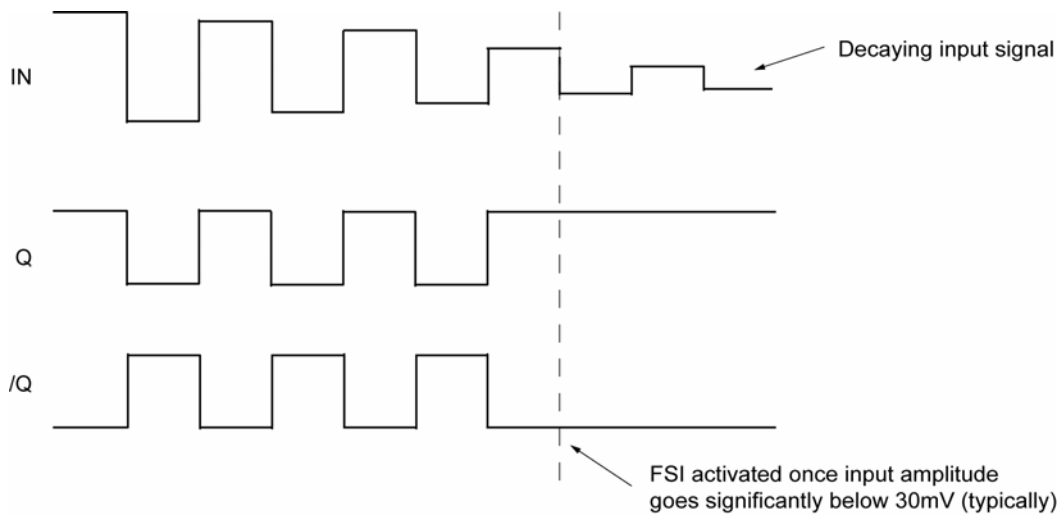 IN
Decaying input signal
Q
/Q
FSI activated once input amplitude
goes significantly below 30mV (typically)